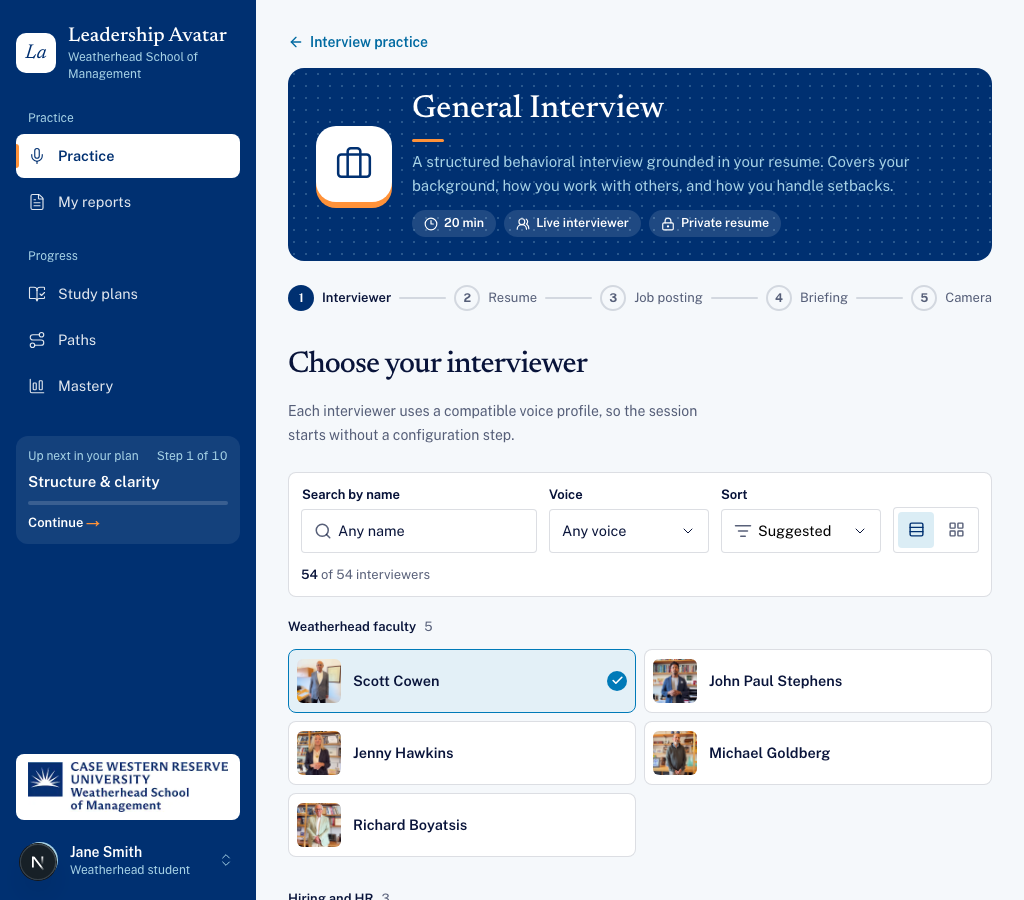 La
Leadership Avatar
Weatherhead School of
Management
Practice
Practice
My reports
Progress
Study plans
Paths
Mastery
Up next in your plan Step 1 of 10
Structure & clarity
Continue →
CASE WESTERN RESERVE
UNIVERSITY
Weatherhead School
of Management
N
Jane Smith
Weatherhead student
← Interview practice
General Interview
A structured behavioral interview grounded in your resume. Covers your
background, how you work with others, and how you handle setbacks.
20 min Live interviewer Private resume
1 Interviewer 2 Resume 3 Job posting 4 Briefing 5 Camera
Choose your interviewer
Each interviewer uses a compatible voice profile, so the session
starts without a configuration step.
Search by name Voice Sort
Any name Any voice Suggested
54 of 54 interviewers
Weatherhead faculty 5
Scott Cowen John Paul Stephens
Jenny Hawkins Michael Goldberg
Richard Boyatsis
Hiring and HR 3